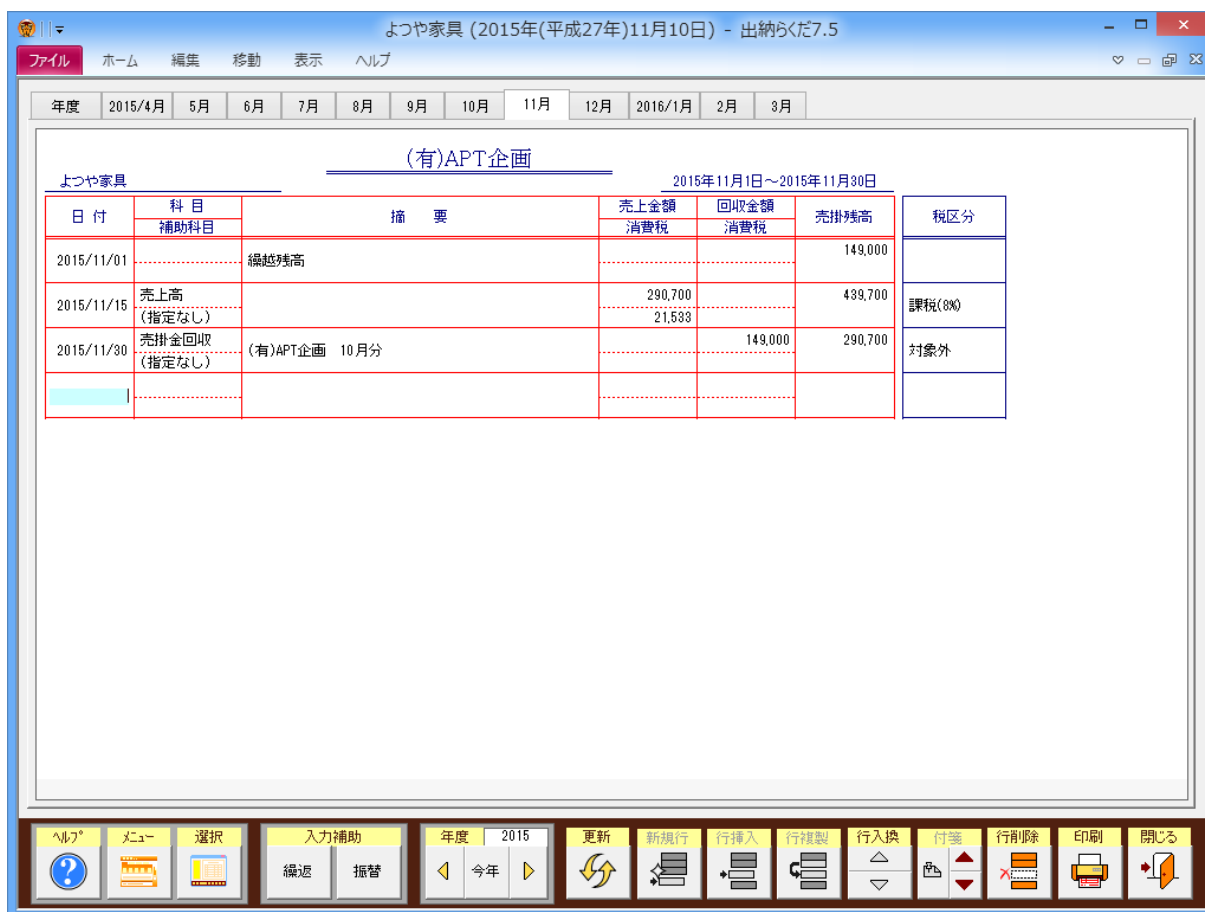 よつや家具 (2015年(平成27年)11月10日) - 出納らくだ7.5
ファイル ホーム 編集 移動 表示 ヘルプ
年度 2015/4月 5月 6月 7月 8月 9月 10月 11月 12月 2016/1月 2月 3月
(有)APT企画
よつや家具 2015年11月1日～2015年11月30日
日 付 科 目 摘 要 売上金額 回収金額 売掛残高 税区分
補助科目 消費税 消費税
2015/11/01 繰越残高 149,000
2015/11/15 売上高 290,700 439,700 課税(8%)
(指定なし) 21,533
2015/11/30 売掛金回収 (有)APT企画 10月分 149,000 290,700 対象外
(指定なし)
ヘルプ メニュー 選択 入力補助 年度 2015 更新 新規行 行挿入 行複製 行入換 付箋 行削除 印刷 閉じる
繰返 振替 今年